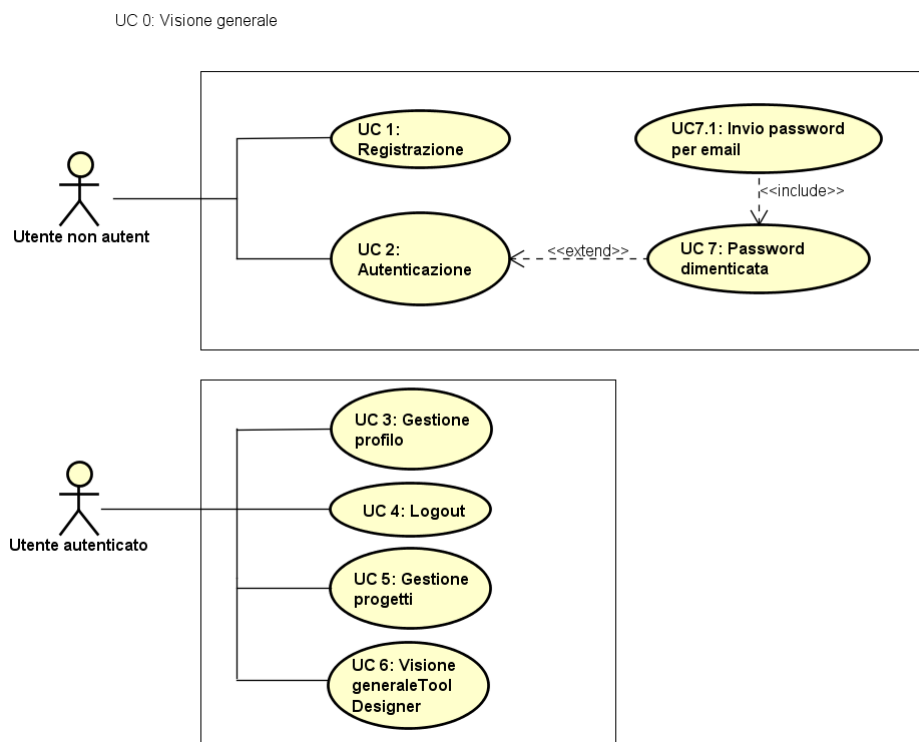 UC 0: Visione generale
UC 1:
Registrazione
UC7.1: Invio password
per email
<<include>>
Utente non autent
UC 2:
Autenticazione
<<extend>>
UC 7: Password
dimenticata
UC 3: Gestione
profilo
UC 4: Logout
Utente autenticato
UC 5: Gestione
progetti
UC 6: Visione
generaleTool
Designer